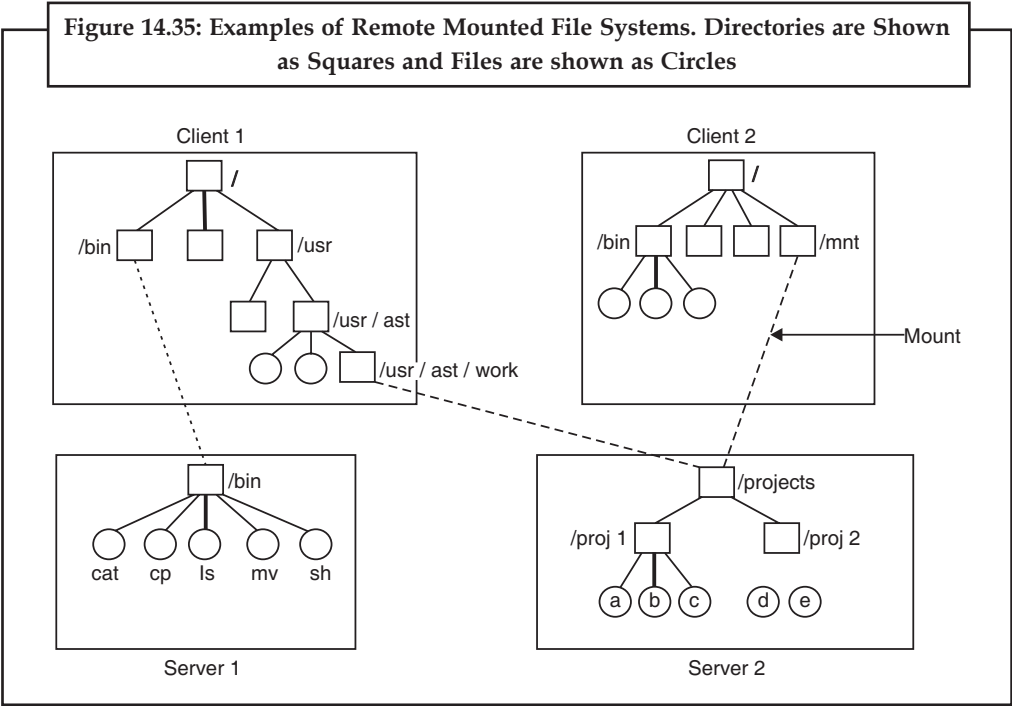 Figure 14.35: Examples of Remote Mounted File Systems. Directories are Shown
as Squares and Files are shown as Circles
Client 1
Client 2
/
/
/bin
/usr
/bin
/mnt
/usr / ast
Mount
/usr / ast / work
/bin
/projects
/proj 1
/proj 2
cat cp ls mv sh
a b c d e
Server 1
Server 2